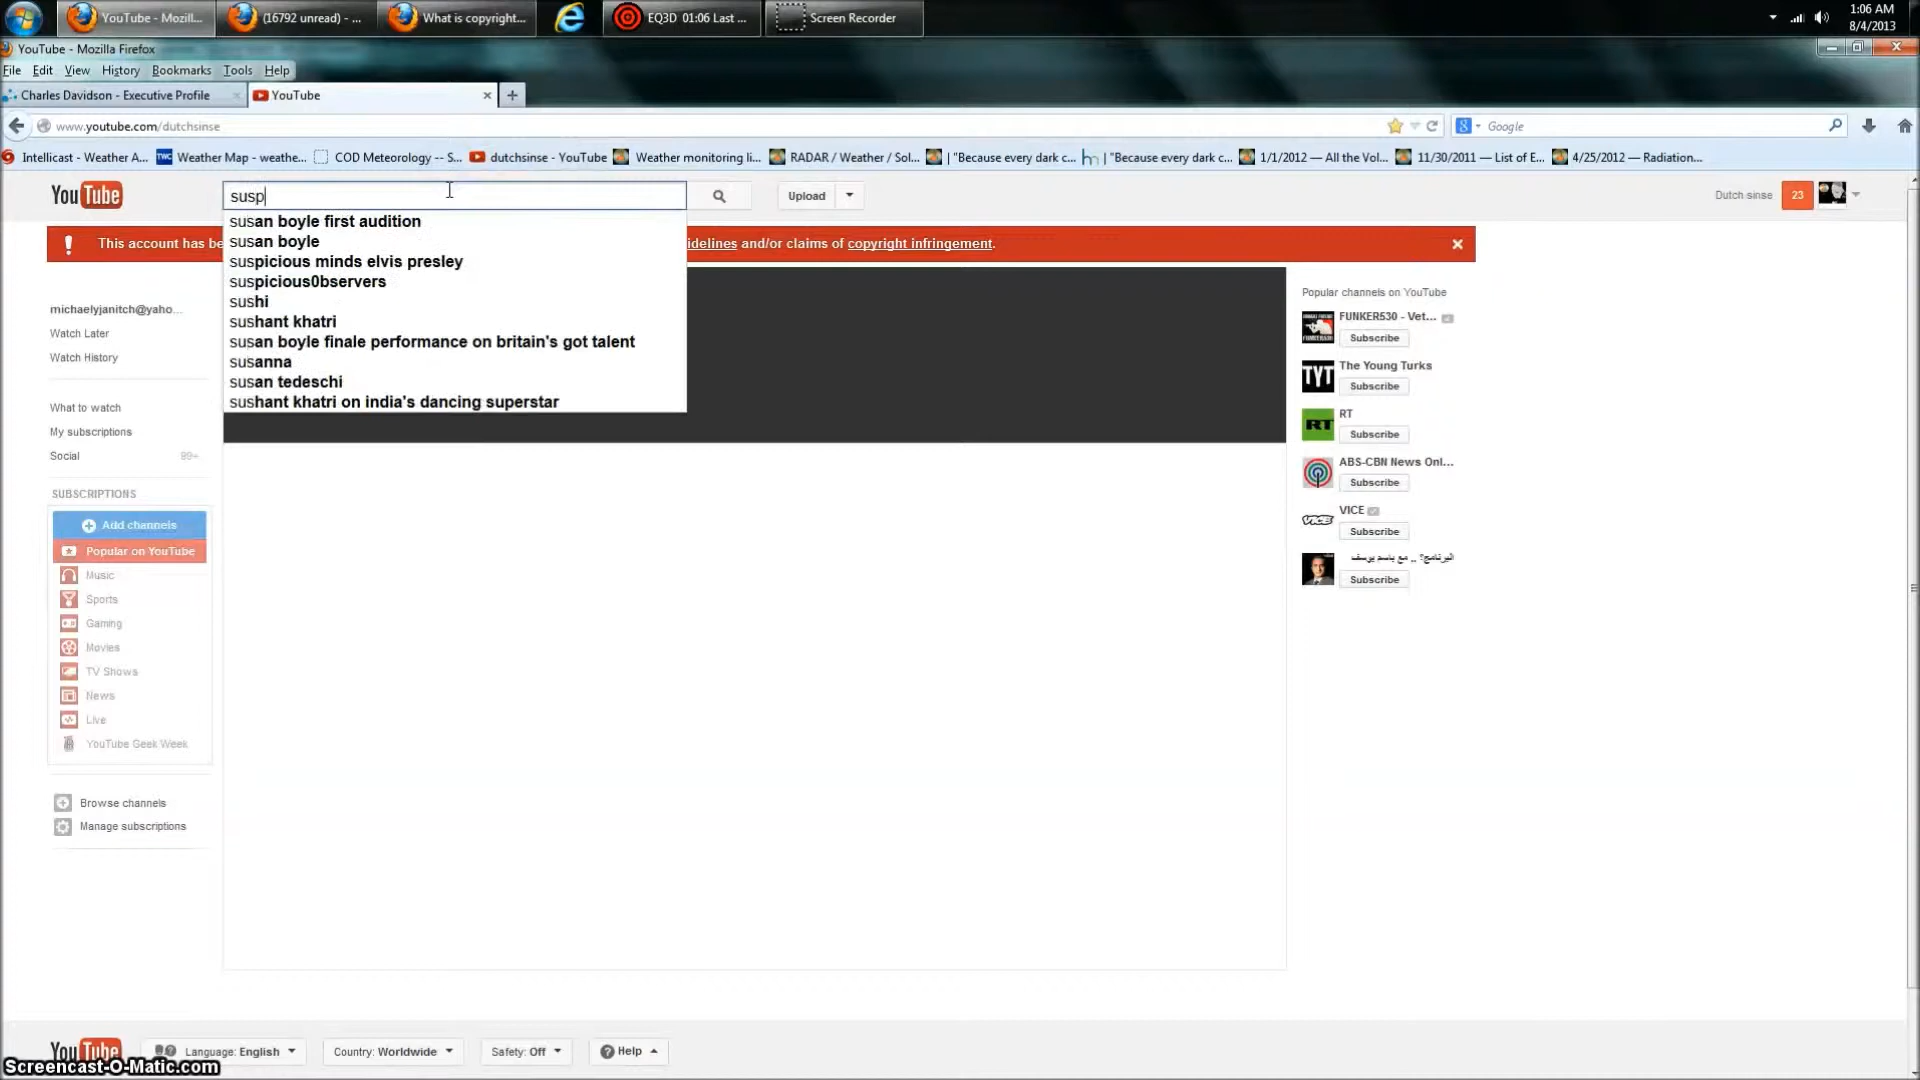 YouTube - Mozill...
(16792 unread) - ...
What is copyright...
EQ3D 01:06 Last ...
Screen Recorder
1:06 AM
8/4/2013
YouTube - Mozilla Firefox
File Edit View History Bookmarks Tools Help
Charles Davidson - Executive Profile
YouTube
www.youtube.com/dutchsinse
Google
Intellicast - Weather A...
Weather Map - weathe...
COD Meteorology -- S...
dutchsinse - YouTube
Weather monitoring li...
RADAR / Weather / Sol...
| "Because every dark c...
| "Because every dark c...
1/1/2012 — All the Vol...
11/30/2011 — List of E...
4/25/2012 — Radiation...
YouTube
susp
Upload
Dutch sinse
23
This account has be
idelines and/or claims of copyright infringement.
susan boyle first audition
susan boyle
suspicious minds elvis presley
suspicious0bservers
sushi
sushant khatri
susan boyle finale performance on britain's got talent
susanna
susan tedeschi
sushant khatri on india's dancing superstar
michaelyjanitch@yaho...
Watch Later
Watch History
What to watch
My subscriptions
Social 99+
SUBSCRIPTIONS
Add channels
Popular on YouTube
Music
Sports
Gaming
Movies
TV Shows
News
Live
YouTube Geek Week
Browse channels
Manage subscriptions
Popular channels on YouTube
FUNKER530 - Vet...
Subscribe
TYT
The Young Turks
Subscribe
RT
RT
Subscribe
ABS-CBN News Onl...
Subscribe
VICE
VICE
Subscribe
البرنامج؟ .. مع باسم يوسف
Subscribe
YouTube
Language: English
Country: Worldwide
Safety: Off
Help
Screencast-O-Matic.com